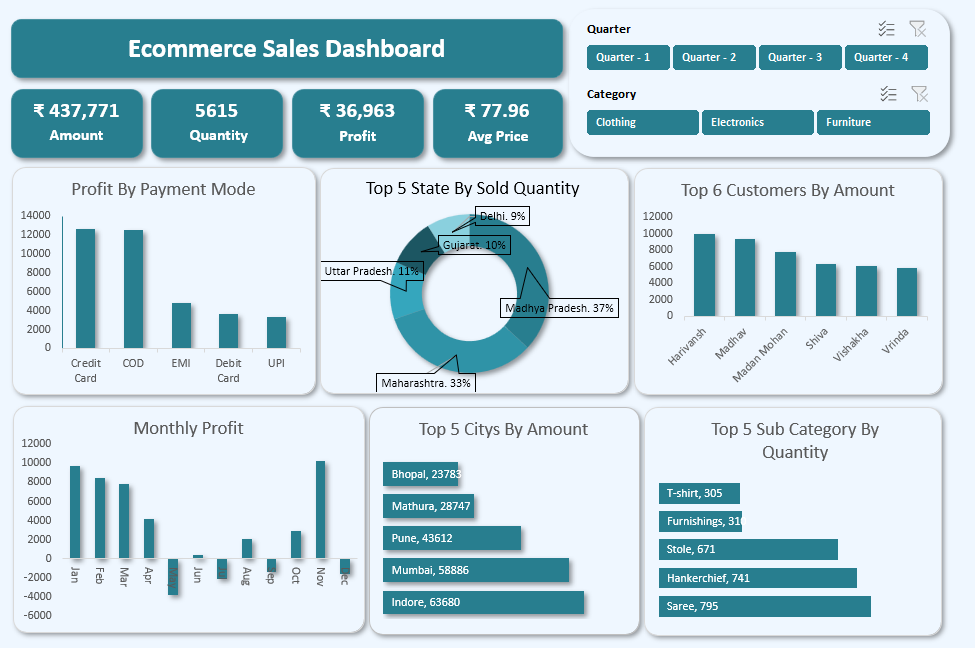 Ecommerce Sales Dashboard
₹ 437,771
Amount
5615
Quantity
₹ 36,963
Profit
₹ 77.96
Avg Price
Quarter
Quarter - 1
Quarter - 2
Quarter - 3
Quarter - 4
Category
Clothing
Electronics
Furniture
Profit By Payment Mode
14000
12000
10000
8000
6000
4000
2000
0
Credit
Card
COD
EMI
Debit
Card
UPI
Top 5 State By Sold Quantity
Delhi. 9%
Gujarat. 10%
Uttar Pradesh. 11%
Madhya Pradesh. 37%
Maharashtra. 33%
Top 6 Customers By Amount
12000
10000
8000
6000
4000
2000
0
Harivansh
Madhav
Madan Mohan
Shiva
Vishakha
Vrinda
Monthly Profit
12000
10000
8000
6000
4000
2000
0
-2000
-4000
-6000
Jan
Feb
Mar
Apr
May
Jun
Aug
Sep
Oct
Nov
Dec
Top 5 Citys By Amount
Bhopal, 23783
Mathura, 28747
Pune, 43612
Mumbai, 58886
Indore, 63680
Top 5 Sub Category By
Quantity
T-shirt, 305
Furnishings, 310
Stole, 671
Hankerchief, 741
Saree, 795